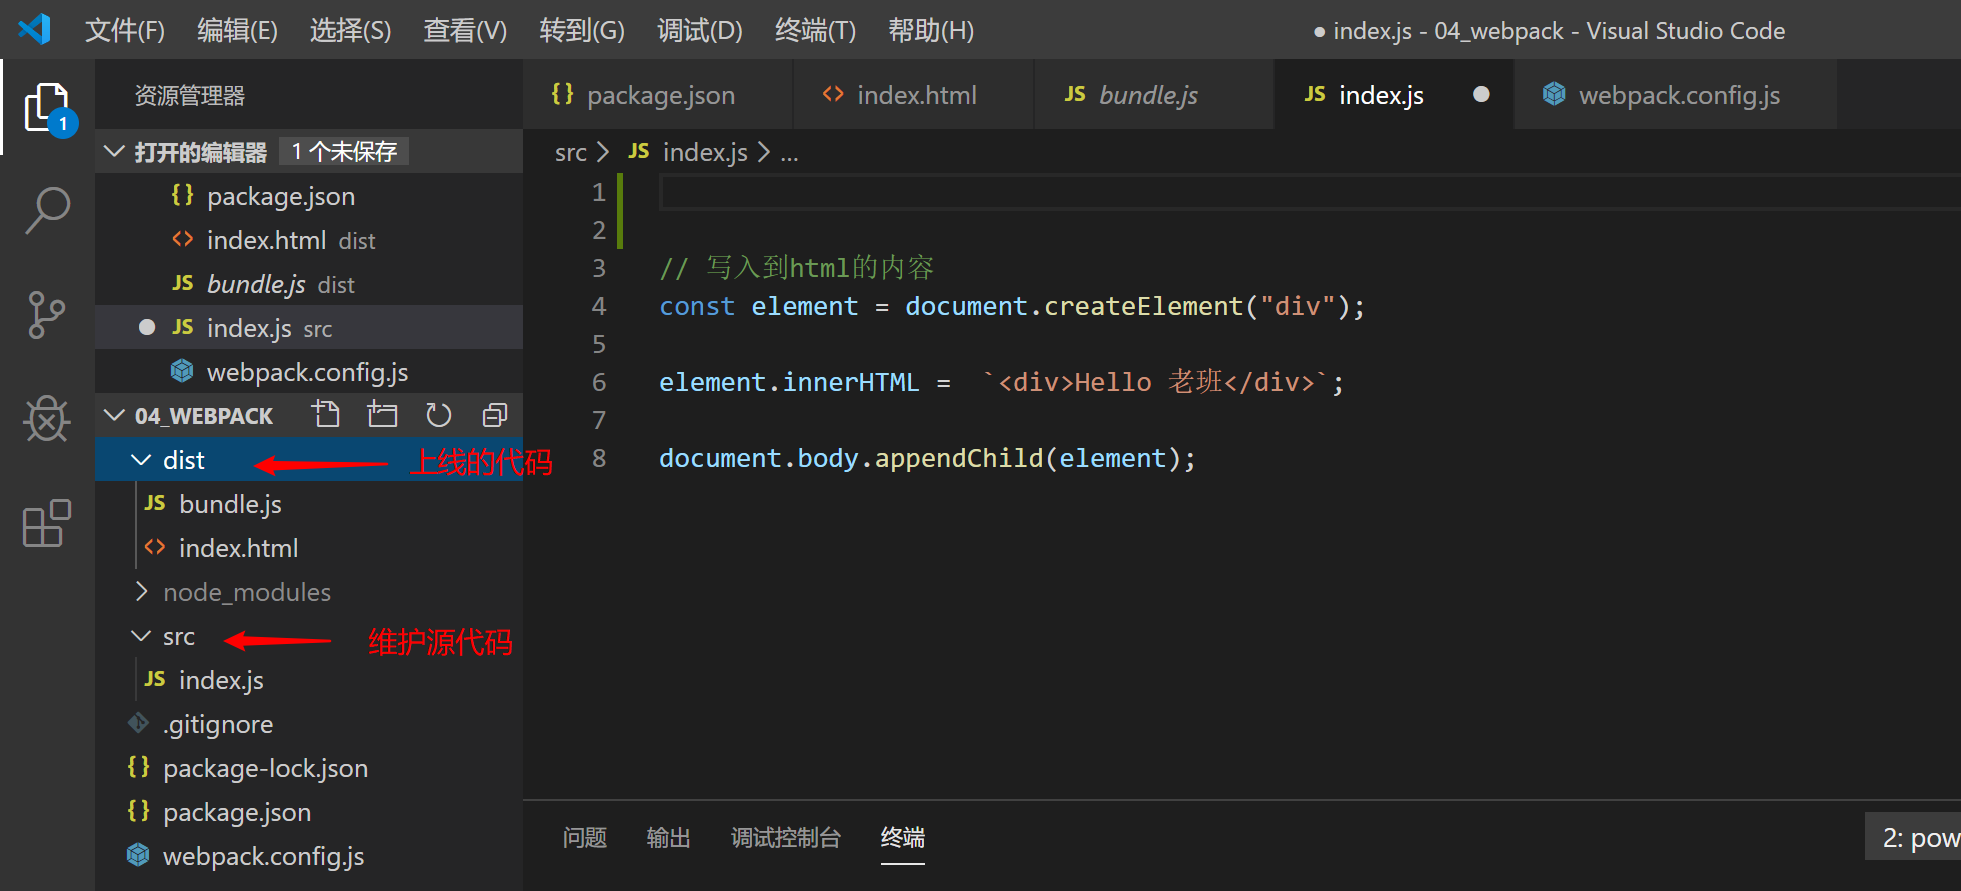 文件(F) 编辑(E) 选择(S) 查看(V) 转到(G) 调试(D) 终端(T) 帮助(H) ● index.js - 04_webpack - Visual Studio Code
资源管理器
1
打开的编辑器 1 个未保存
{} package.json
<> index.html dist
JS bundle.js dist
● JS index.js src
webpack.config.js
04_WEBPACK
dist 上线的代码
JS bundle.js
<> index.html
node_modules
src 维护源代码
JS index.js
.gitignore
{} package-lock.json
{} package.json
webpack.config.js
{} package.json <> index.html JS bundle.js JS index.js ● webpack.config.js
src > JS index.js > ...
1
2
3 // 写入到html的内容
4 const element = document.createElement("div");
5
6 element.innerHTML =  `<div>Hello 老班</div>`;
7
8 document.body.appendChild(element);
问题 输出 调试控制台 终端 2: pow